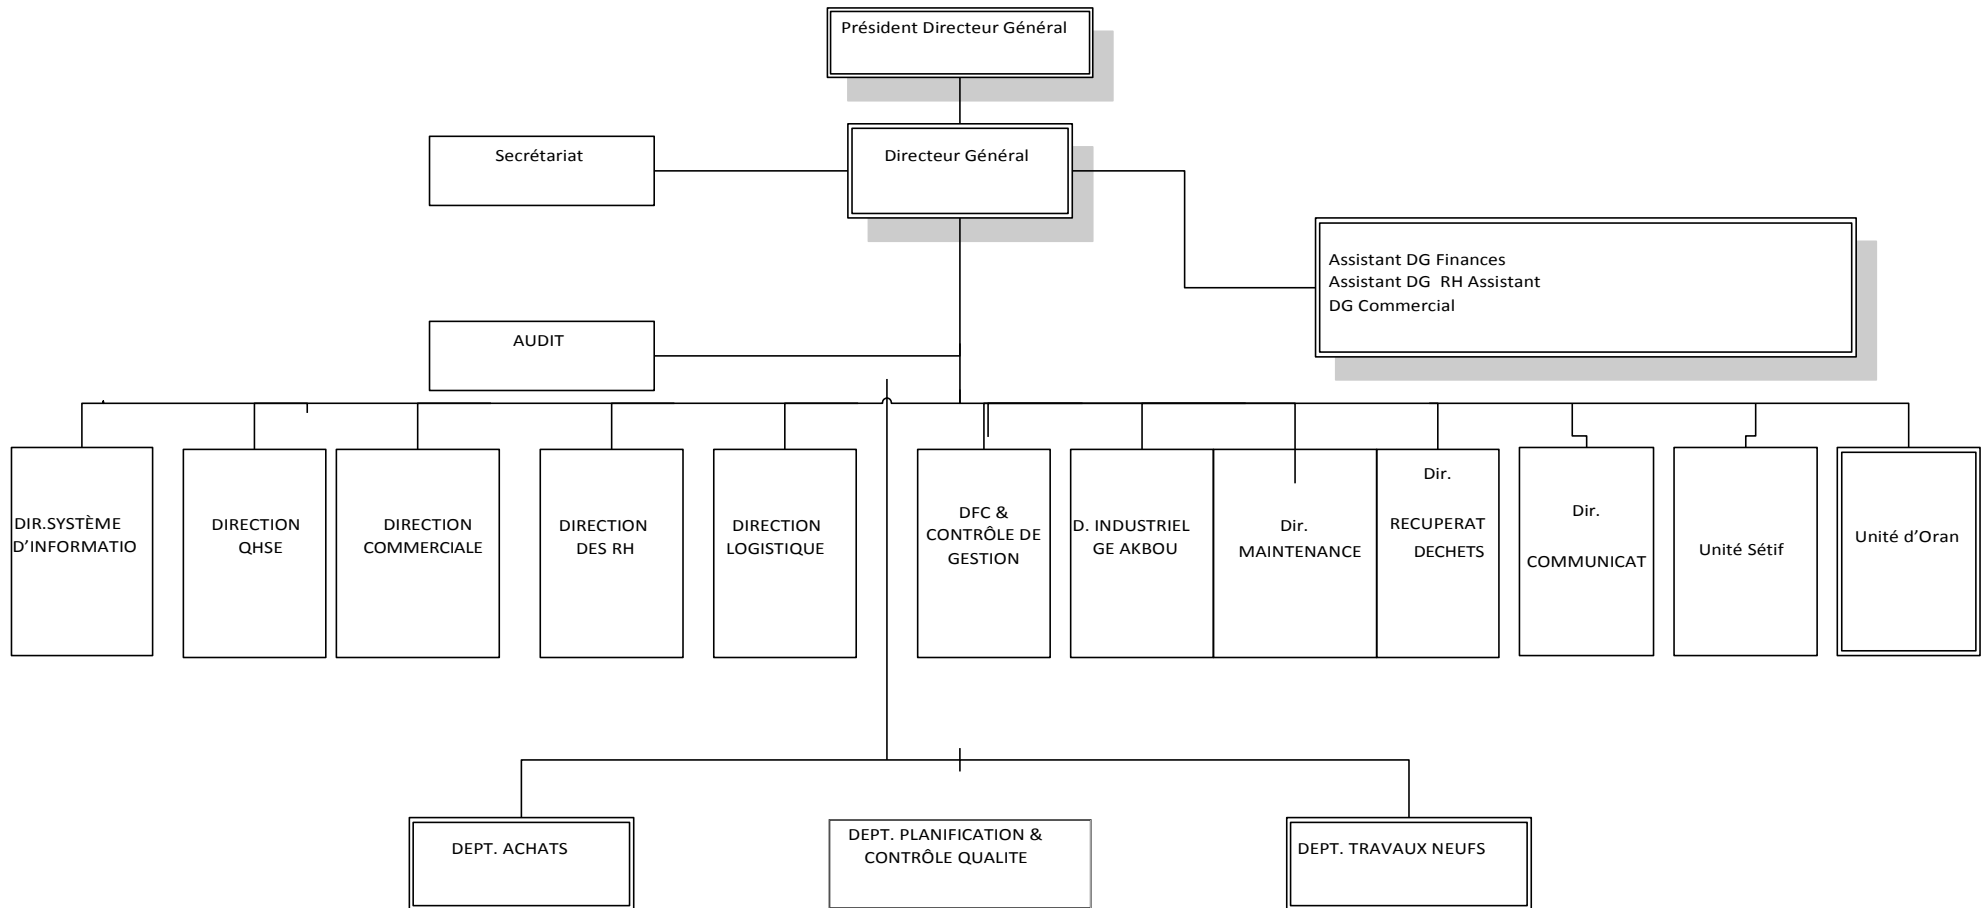 Président Directeur Général
Secrétariat
Directeur Général
Assistant DG Finances
Assistant DG RH Assistant
DG Commercial
AUDIT
DIR.SYSTÈME
D’INFORMATIO
DIRECTION
QHSE
DIRECTION
COMMERCIALE
DIRECTION
DES RH
DIRECTION
LOGISTIQUE
DFC &
CONTRÔLE DE
GESTION
D. INDUSTRIEL
GE AKBOU
Dir.
MAINTENANCE
Dir.
RECUPERAT
DECHETS
Dir.
COMMUNICAT
Unité Sétif
Unité d’Oran
DEPT. ACHATS
DEPT. PLANIFICATION &
CONTRÔLE QUALITE
DEPT. TRAVAUX NEUFS